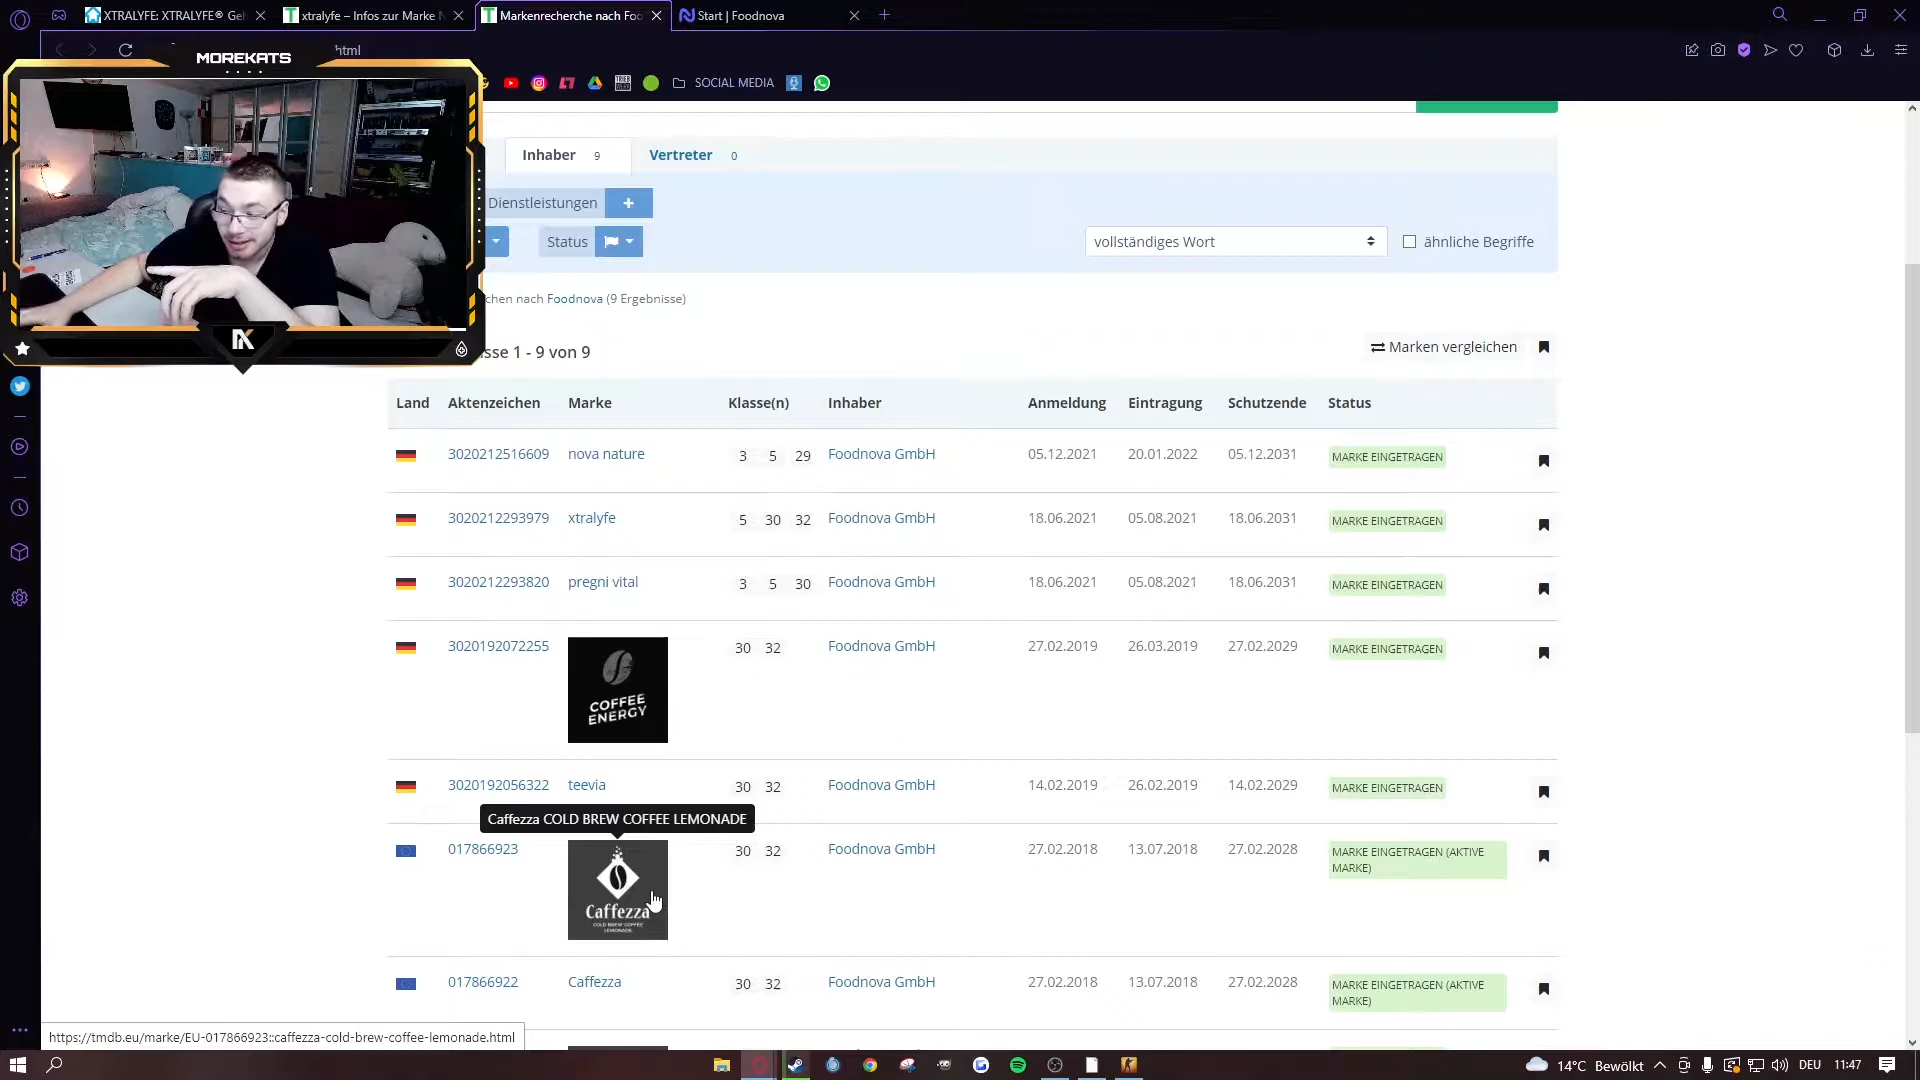 XTRALYFE: XTRALYFE® Geh
xtralyfe – Infos zur Marke N
Markenrecherche nach Foo
Start | Foodnova
html
SOCIAL MEDIA
MOREKATS
Inhaber 9
Vertreter 0
Dienstleistungen +
Status
vollständiges Wort
ähnliche Begriffe
chen nach Foodnova (9 Ergebnisse)
sse 1 - 9 von 9
Marken vergleichen
Land Aktenzeichen Marke Klasse(n) Inhaber Anmeldung Eintragung Schutzende Status
3020212516609 nova nature 3 5 29 Foodnova GmbH 05.12.2021 20.01.2022 05.12.2031 MARKE EINGETRAGEN
3020212293979 xtralyfe 5 30 32 Foodnova GmbH 18.06.2021 05.08.2021 18.06.2031 MARKE EINGETRAGEN
3020212293820 pregni vital 3 5 30 Foodnova GmbH 18.06.2021 05.08.2021 18.06.2031 MARKE EINGETRAGEN
3020192072255 30 32 Foodnova GmbH 27.02.2019 26.03.2019 27.02.2029 MARKE EINGETRAGEN
COFFEE
ENERGY
3020192056322 teevia 30 32 Foodnova GmbH 14.02.2019 26.02.2019 14.02.2029 MARKE EINGETRAGEN
Caffezza COLD BREW COFFEE LEMONADE
017866923 30 32 Foodnova GmbH 27.02.2018 13.07.2018 27.02.2028 MARKE EINGETRAGEN (AKTIVE
MARKE)
Caffezza
COLD BREW COFFEE
LEMONADE
017866922 Caffezza 30 32 Foodnova GmbH 27.02.2018 13.07.2018 27.02.2028 MARKE EINGETRAGEN (AKTIVE
MARKE)
https://tmdb.eu/marke/EU-017866923::caffezza-cold-brew-coffee-lemonade.html
14°C Bewölkt
DEU
11:47